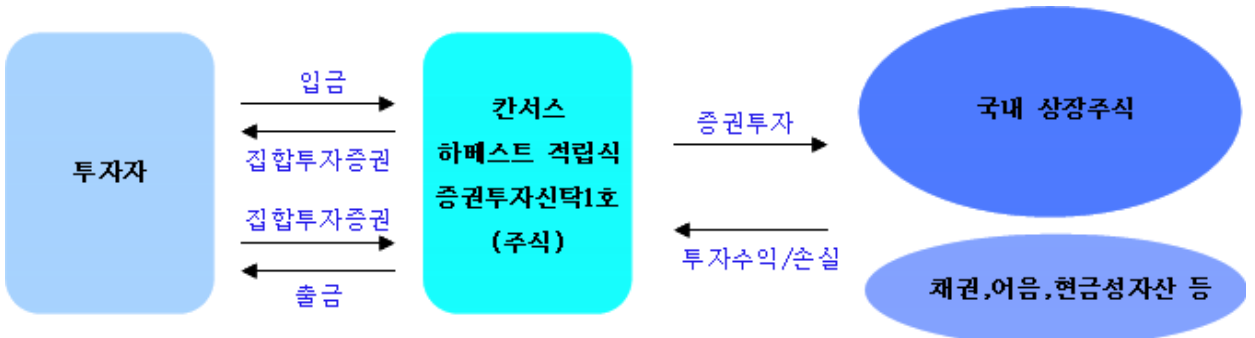 투자자
입금
집합투자증권
집합투자증권
출금
칸서스
하베스트 적립식
증권투자신탁1호
(주식)
증권투자
투자수익/손실
국내 상장주식
채권,어음,현금성자산 등